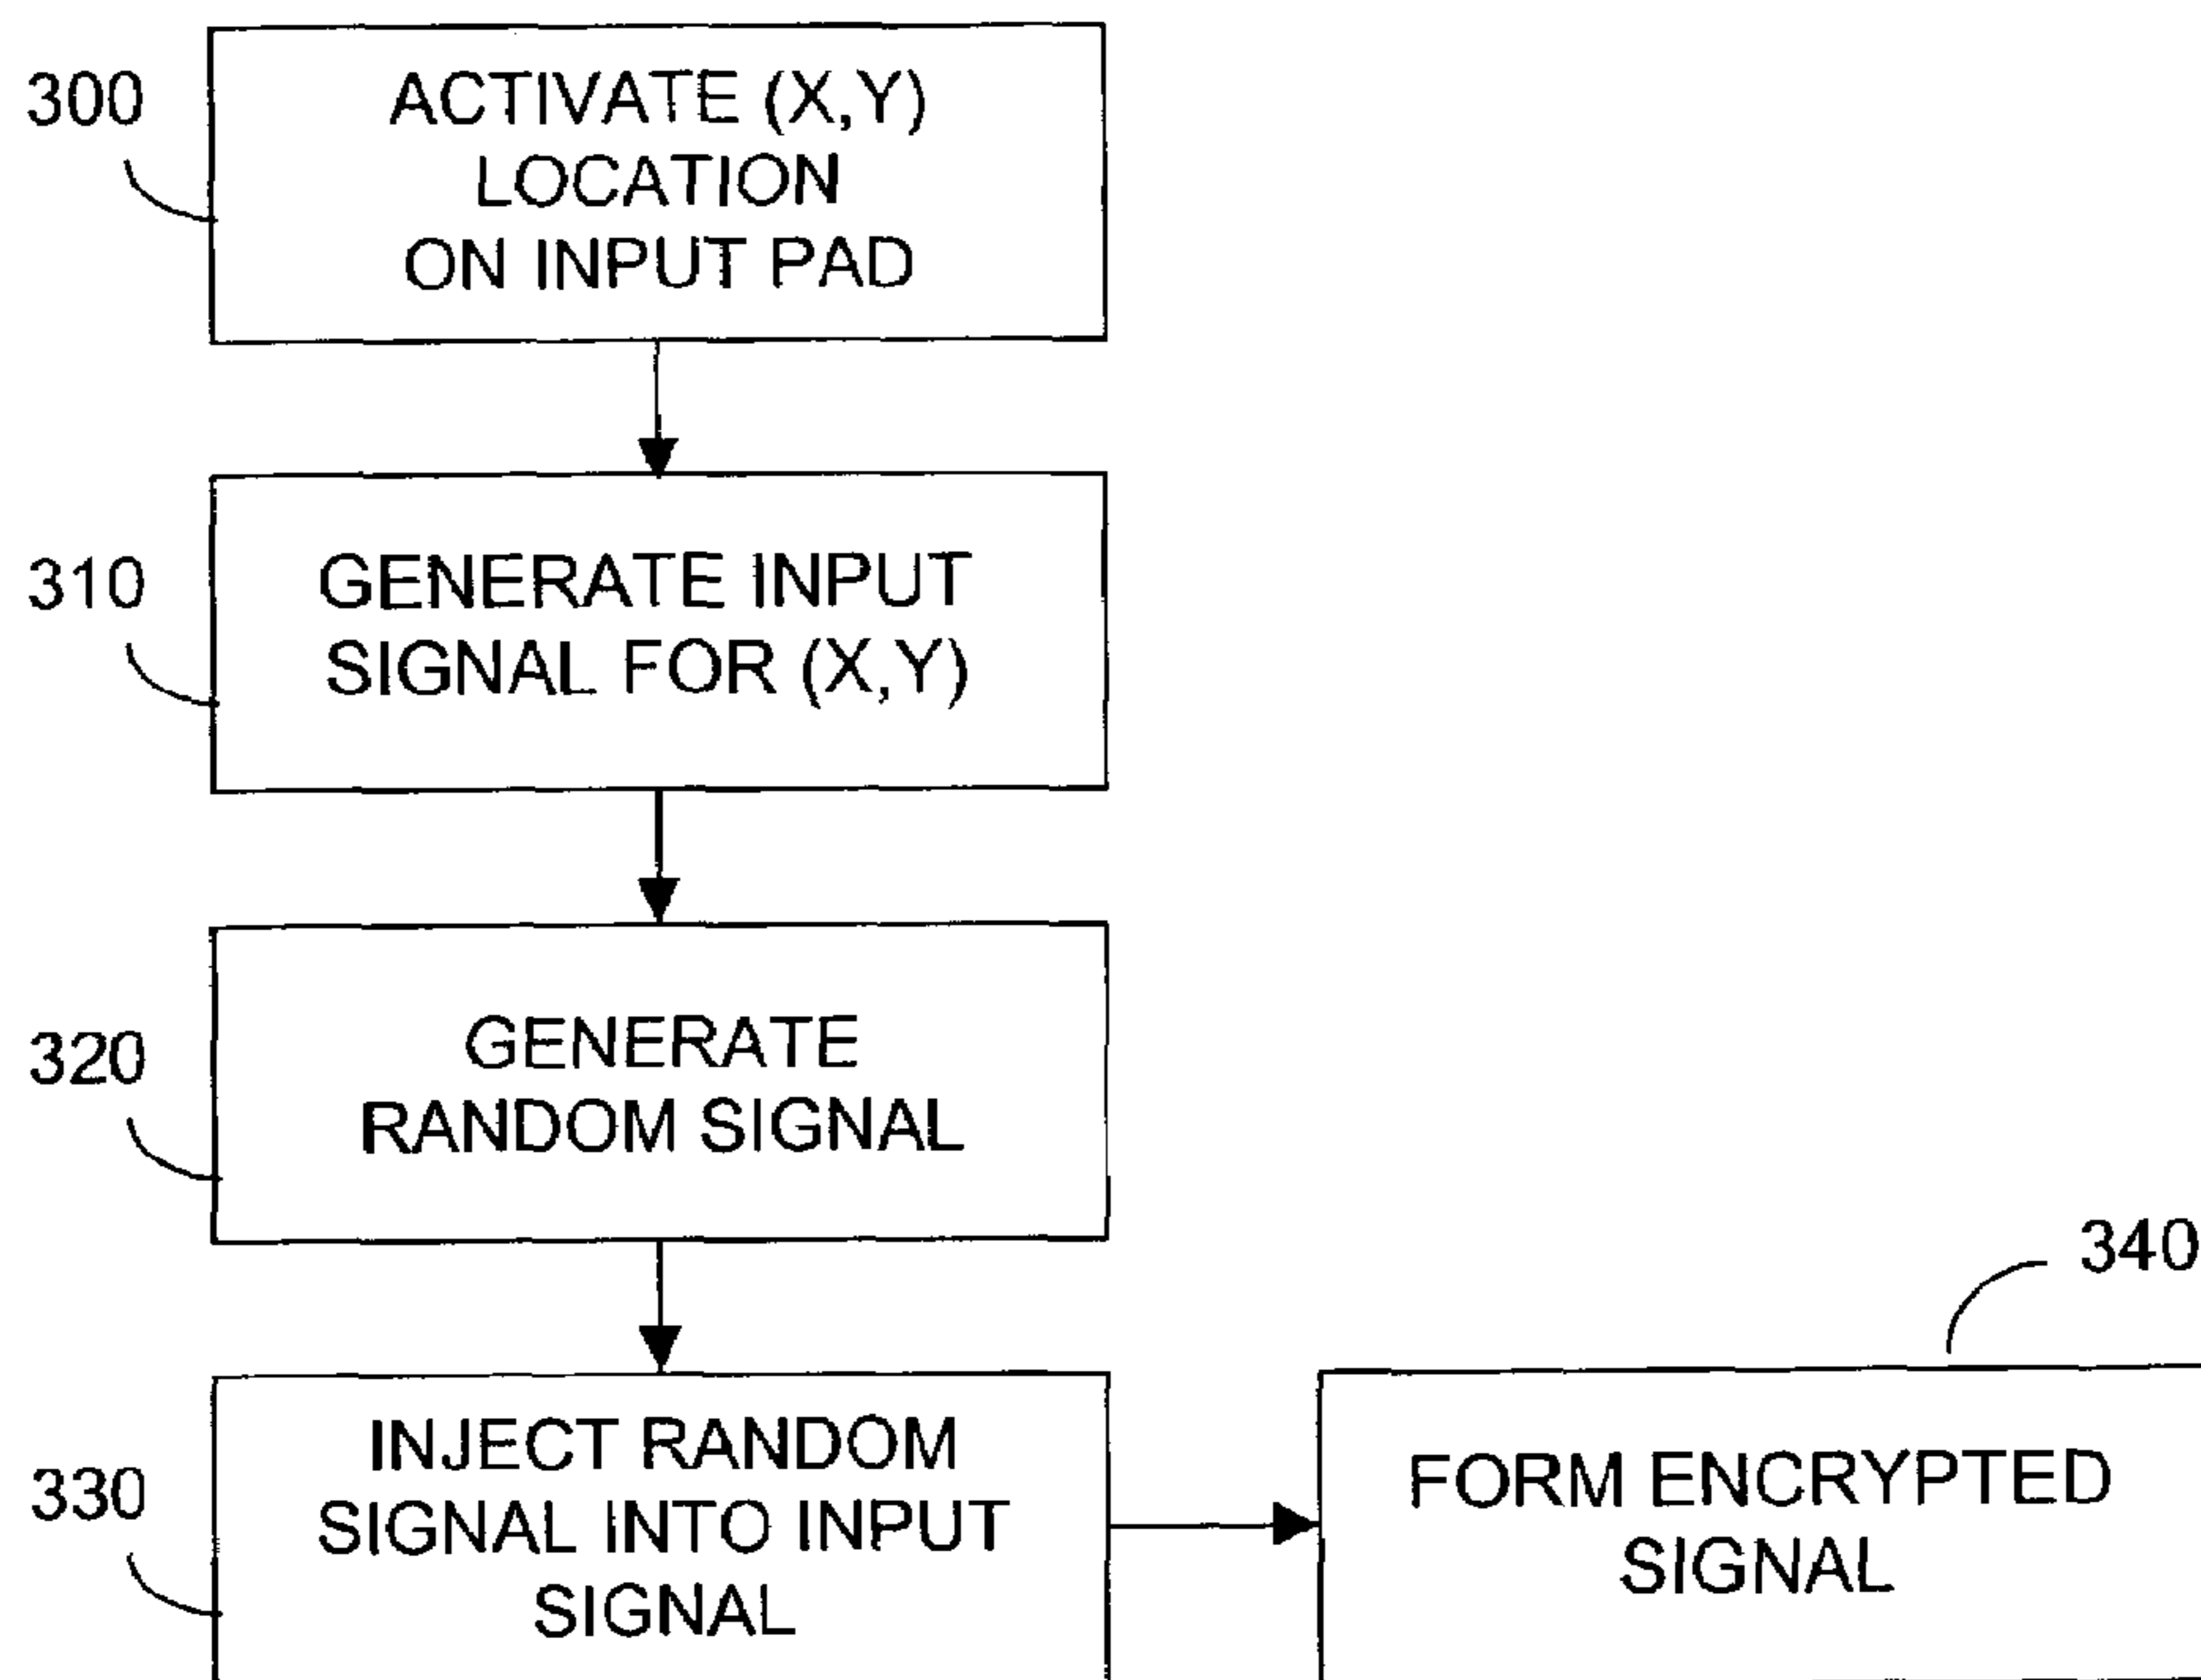 300
ACTIVATE (X,Y)
LOCATION
ON INPUT PAD
310
GENERATE INPUT
SIGNAL FOR (X,Y)
320
GENERATE
RANDOM SIGNAL
330
INJECT RANDOM
SIGNAL INTO INPUT
SIGNAL
340
FORM ENCRYPTED
SIGNAL